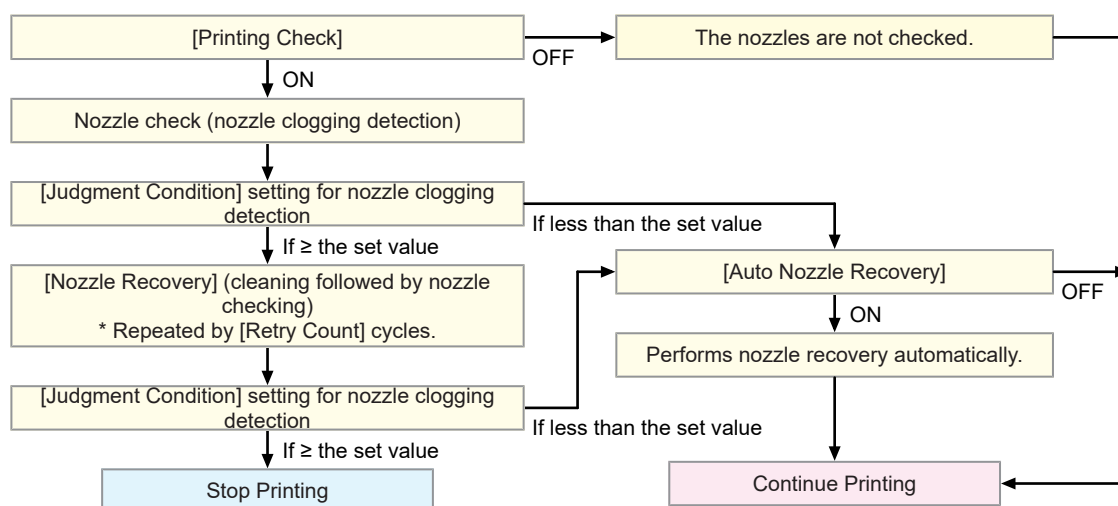 [Printing Check]
OFF
The nozzles are not checked.
ON
Nozzle check (nozzle clogging detection)
[Judgment Condition] setting for nozzle clogging
detection
If less than the set value
If ≥ the set value
[Nozzle Recovery] (cleaning followed by nozzle
checking)
* Repeated by [Retry Count] cycles.
[Auto Nozzle Recovery]
OFF
ON
Performs nozzle recovery automatically.
[Judgment Condition] setting for nozzle clogging
detection
If less than the set value
If ≥ the set value
Stop Printing
Continue Printing